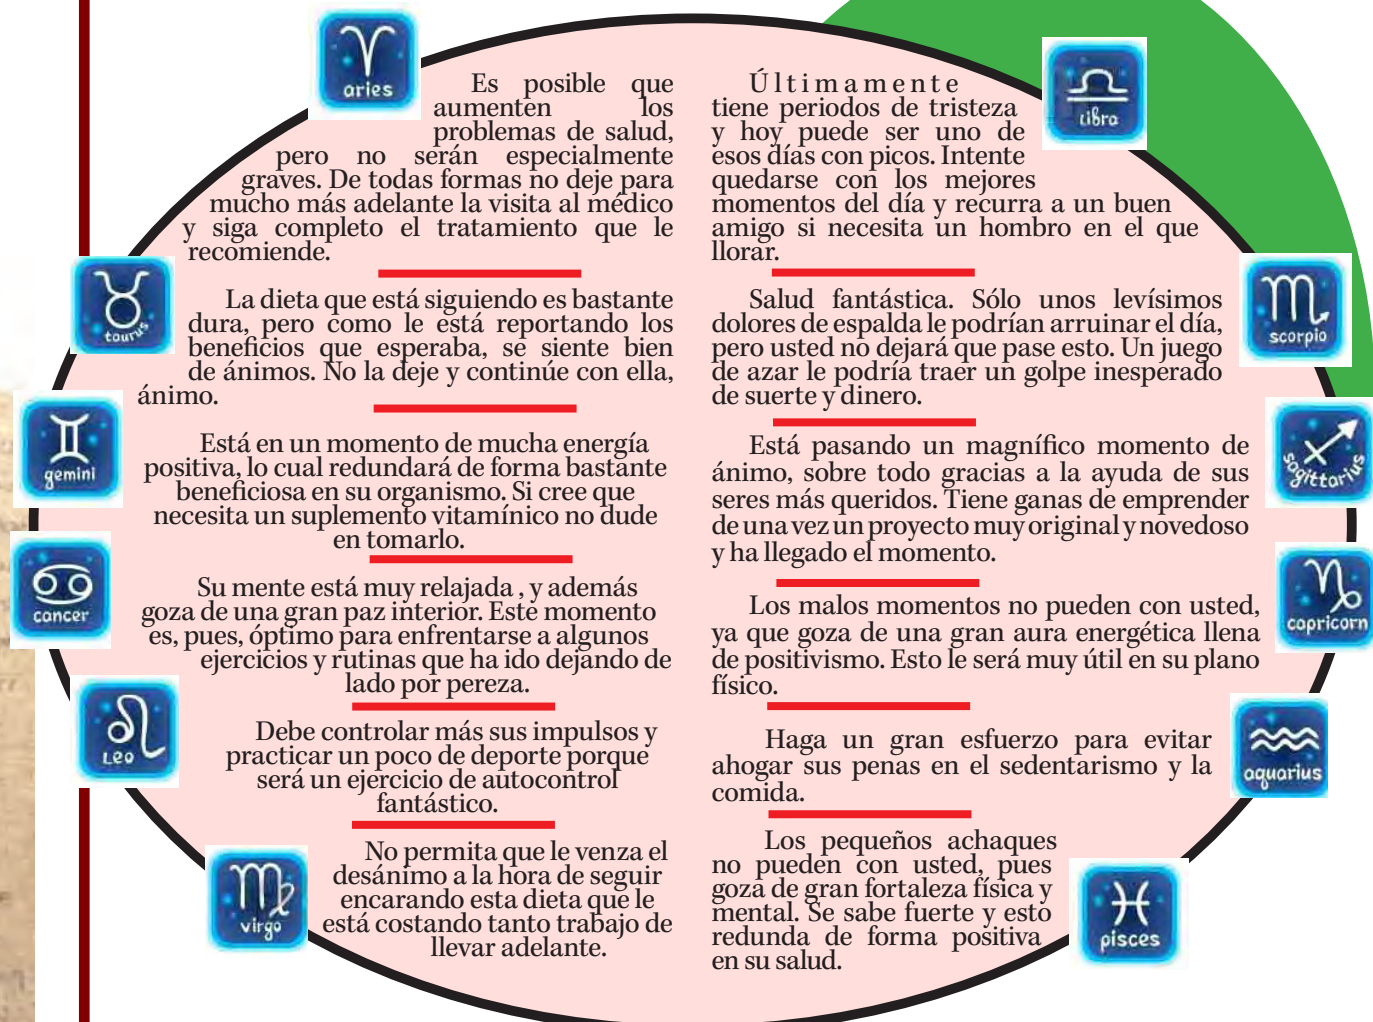 aries
Es posible que
aumenten los
problemas de salud,
pero no serán especialmente
graves. De todas formas no deje para
mucho más adelante la visita al médico
y siga completo el tratamiento que le
recomiende.
taurus
La dieta que está siguiendo es bastante
dura, pero como le está reportando los
beneficios que esperaba, se siente bien
de ánimos. No la deje y continúe con ella,
ánimo.
gemini
Está en un momento de mucha energía
positiva, lo cual redundará de forma bastante
beneficiosa en su organismo. Si cree que
necesita un suplemento vitamínico no dude
en tomarlo.
cancer
Su mente está muy relajada , y además
goza de una gran paz interior. Este momento
es, pues, óptimo para enfrentarse a algunos
ejercicios y rutinas que ha ido dejando de
lado por pereza.
Leo
Debe controlar más sus impulsos y
practicar un poco de deporte porque
será un ejercicio de autocontrol
fantástico.
virgo
No permita que le venza el
desánimo a la hora de seguir
encarando esta dieta que le
está costando tanto trabajo de
llevar adelante.
Libra
Últimamente
tiene periodos de tristeza
y hoy puede ser uno de
esos días con picos. Intente
quedarse con los mejores
momentos del día y recurra a un buen
amigo si necesita un hombro en el que
llorar.
scorpio
Salud fantástica. Sólo unos levísimos
dolores de espalda le podrían arruinar el día,
pero usted no dejará que pase esto. Un juego
de azar le podría traer un golpe inesperado
de suerte y dinero.
sagittarius
Está pasando un magnífico momento de
ánimo, sobre todo gracias a la ayuda de sus
seres más queridos. Tiene ganas de emprender
de una vez un proyecto muy original y novedoso
y ha llegado el momento.
capricorn
Los malos momentos no pueden con usted,
ya que goza de una gran aura energética llena
de positivismo. Esto le será muy útil en su plano
físico.
aquarius
Haga un gran esfuerzo para evitar
ahogar sus penas en el sedentarismo y la
comida.
pisces
Los pequeños achaques
no pueden con usted, pues
goza de gran fortaleza física y
mental. Se sabe fuerte y esto
redunda de forma positiva
en su salud.